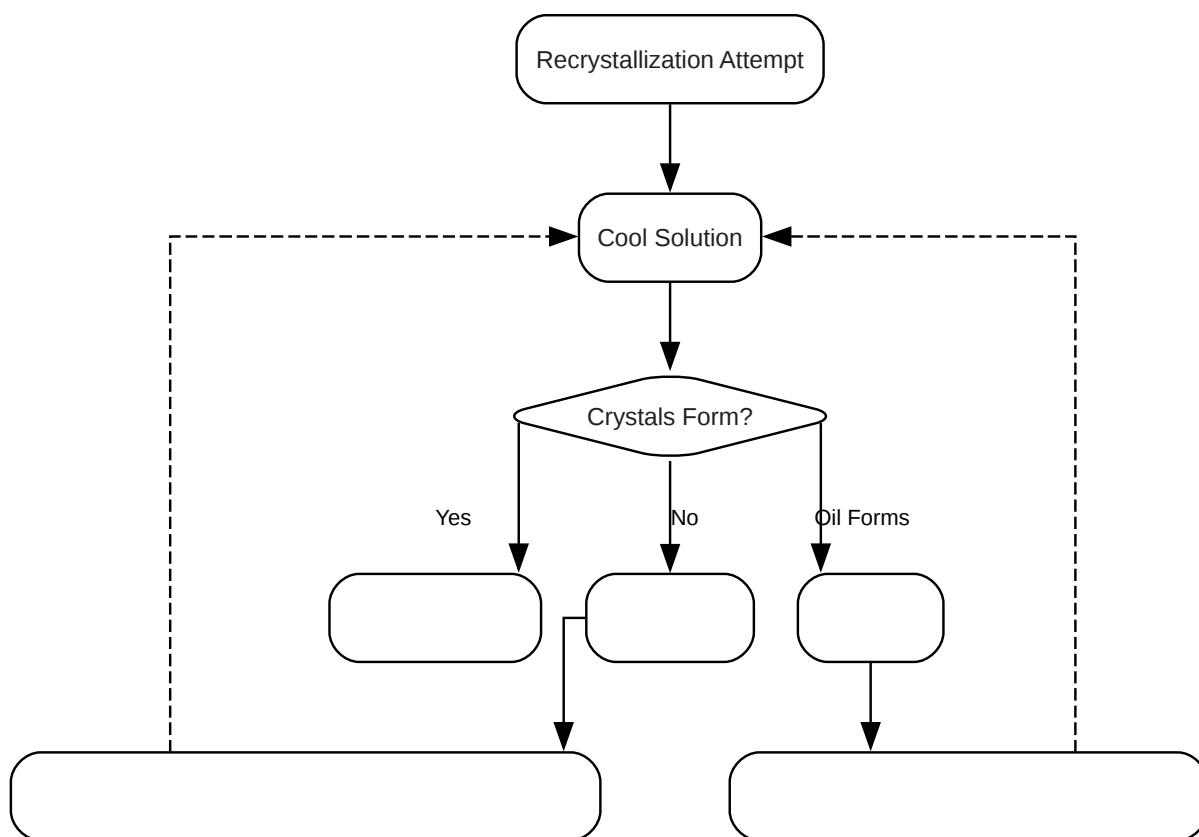 Recrystallization Attempt
Cool Solution
Crystals Form?
Yes
No
Oil Forms